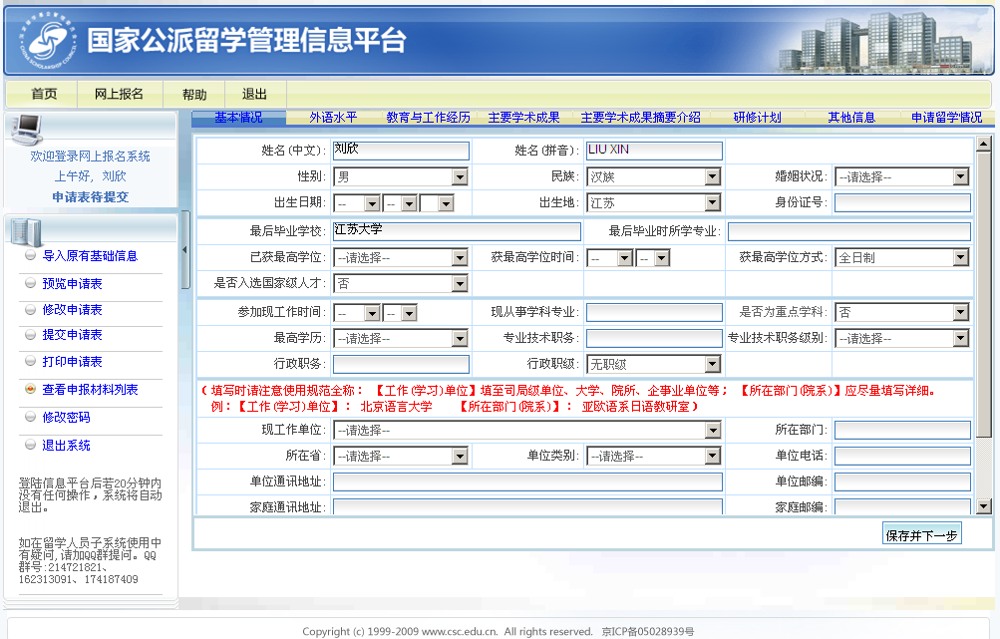 国家公派留学管理信息平台
首页 网上报名 帮助 退出
欢迎登录网上报名系统
上午好, 刘欣
申请表待提交
导入原有基础信息
预览申请表
修改申请表
提交申请表
打印申请表
查看申报材料列表
修改密码
退出系统
登陆信息平台后若20分钟内
没有任何操作，系统将自动
退出。
如在留学人员子系统使用中
有疑问,请加QQ群提问。QQ
群号:214721821、
162313091、174187409
基本情况 外语水平 教育与工作经历 主要学术成果 主要学术成果摘要介绍 研修计划 其他信息 申请留学情况
姓名(中文): 刘欣 姓名(拼音): LIU XIN
性别: 男 民族: 汉族 婚姻状况: --请选择--
出生日期: -- -- 出生地: 江苏 身份证号:
最后毕业学校: 江苏大学 最后毕业时所学专业:
已获最高学位: --请选择-- 获最高学位时间: -- -- 获最高学位方式: 全日制
是否入选国家级人才: 否
参加现工作时间: -- -- 现从事学科专业: 是否为重点学科: 否
最高学历: --请选择-- 专业技术职务: 专业技术职务级别: --请选择--
行政职务: 行政职级: 无职级
(填写时请注意使用规范全称： 【工作(学习)单位】填至司局级单位、大学、院所、企事业单位等； 【所在部门(院系)】应尽量填写详细。
例：【工作(学习)单位】： 北京语言大学 【所在部门(院系)】： 亚欧语系日语教研室)
现工作单位: --请选择-- 所在部门:
所在省: --请选择-- 单位类别: --请选择-- 单位电话:
单位通讯地址: 单位邮编:
家庭通讯地址: 家庭邮编:
保存并下一步
Copyright (c) 1999-2009 www.csc.edu.cn. All rights reserved. 京ICP备05028939号